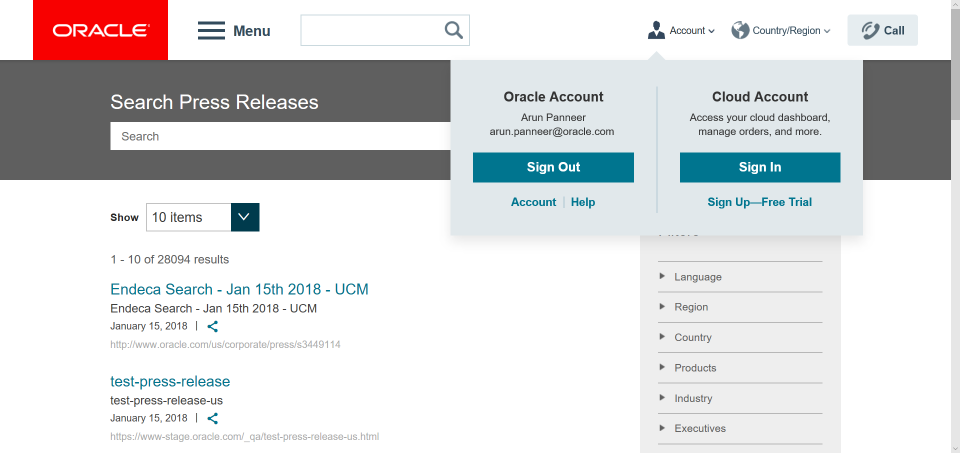 ORACLE
Menu
Account
Country/Region
Call
Oracle Account
Arun Panneer
arun.panneer@oracle.com
Sign Out
Account | Help
Cloud Account
Access your cloud dashboard,
manage orders, and more.
Sign In
Sign Up—Free Trial
Search Press Releases
Search
Show
10 items
1 - 10 of 28094 results
Endeca Search - Jan 15th 2018 - UCM
Endeca Search - Jan 15th 2018 - UCM
January 15, 2018 |
http://www.oracle.com/us/corporate/press/s3449114
test-press-release
test-press-release-us
January 15, 2018 |
https://www-stage.oracle.com/_qa/test-press-release-us.html
Language
Region
Country
Products
Industry
Executives